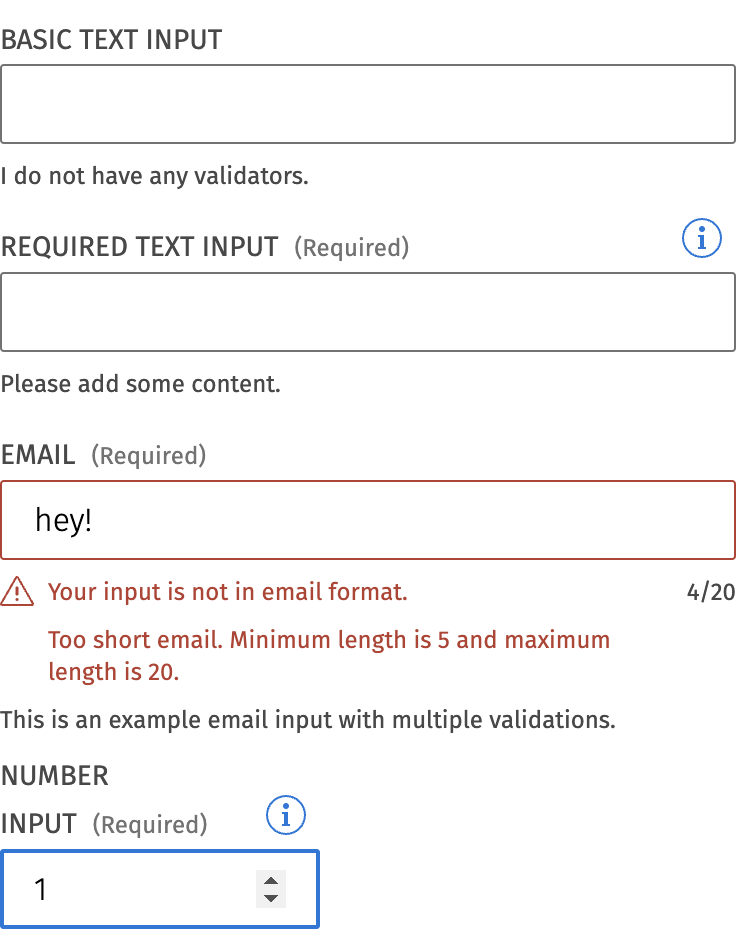 BASIC TEXT INPUT
I do not have any validators.
REQUIRED TEXT INPUT (Required)
Please add some content.
EMAIL (Required)
hey!
Your input is not in email format. 4/20
Too short email. Minimum length is 5 and maximum
length is 20.
This is an example email input with multiple validations.
NUMBER
INPUT (Required)
1